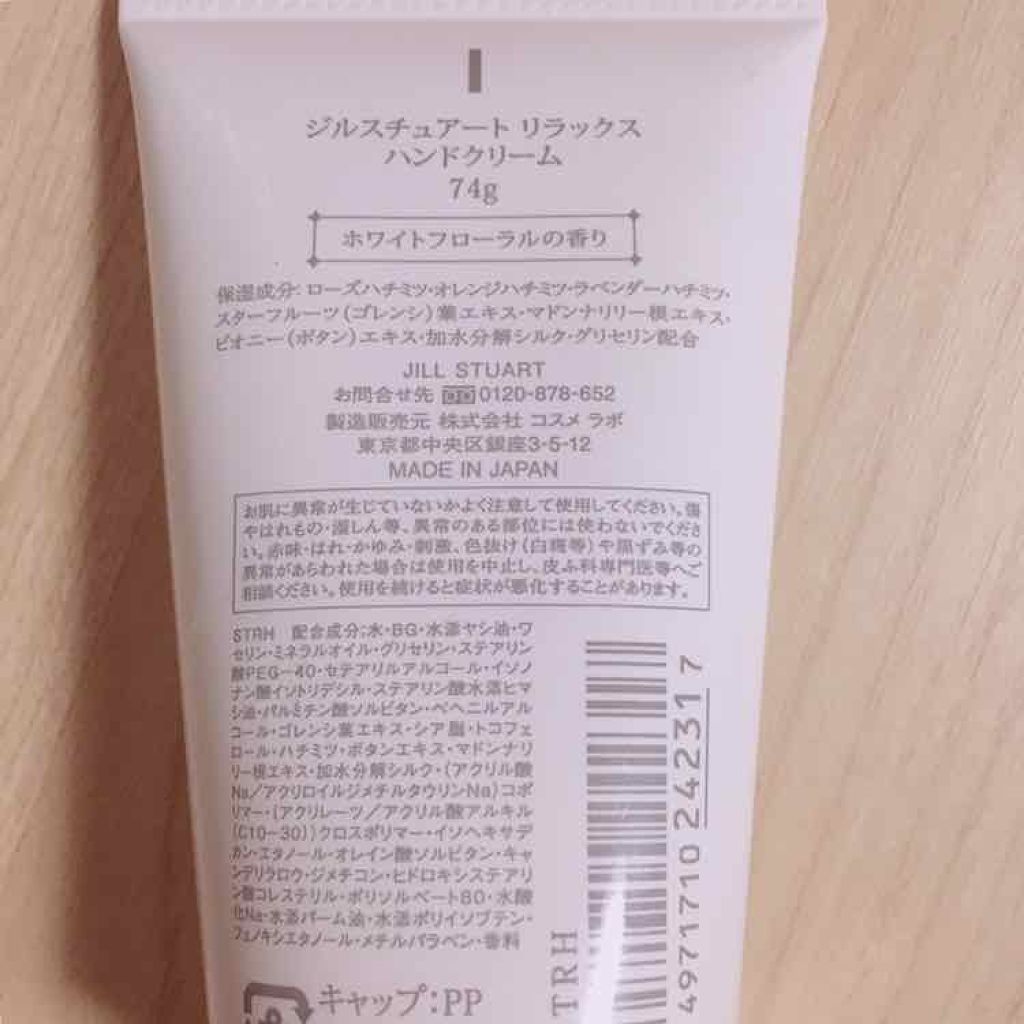 ジルスチュアート リラックス
ハンドクリーム
74g
ホワイトフローラルの香り
保湿成分:ローズハチミツ・オレンジハチミツ・ラベンダーハチミツ・
スターフルーツ(ゴレンシ)葉エキス・マドンナリリー根エキス・
ピオニー(ボタン)エキス・加水分解シルク・グリセリン配合
JILL STUART
お問合せ先 0120-878-652
製造販売元 株式会社 コスメ ラボ
東京都中央区銀座3-5-12
MADE IN JAPAN
お肌に異常が生じていないかよく注意して使用してください。傷
やはれもの・湿しん等、異常のある部位には使わないでくださ
い。赤味・はれ・かゆみ・刺激、色抜け(白斑等)や黒ずみ等の
異常があらわれた場合は使用を中止し、皮ふ科専門医等へご
相談ください。使用を続けると症状が悪化することがあります。
STRH 配合成分:水・BG・水添ヤシ油・ワ
セリン・ミネラルオイル・グリセリン・ステアリン
酸PEG-40・セテアリルアルコール・イソノ
ナン酸イソトリデシル・ステアリン酸水添ヒマ
シ油・パルミチン酸ソルビタン・ベヘニルアル
コール・ゴレンシ葉エキス・シア脂・トコフェ
ロール・ハチミツ・ボタンエキス・マドンナリ
リー根エキス・加水分解シルク・(アクリル酸
Na/アクリロイルジメチルタウリンNa)コポ
リマー・(アクリレーツ/アクリル酸アルキル
(C10-30))クロスポリマー・イソヘキサデ
カン・エタノール・オレイン酸ソルビタン・キャ
ンデリラロウ・ジメチコン・ヒドロキシステアリ
ン酸コレステリル・ポリソルベート80・水酸
化Na・水添パーム油・水添ポリイソブテン・
フェノキシエタノール・メチルパラベン・香料
キャップ:PP
TRH
4971710242317